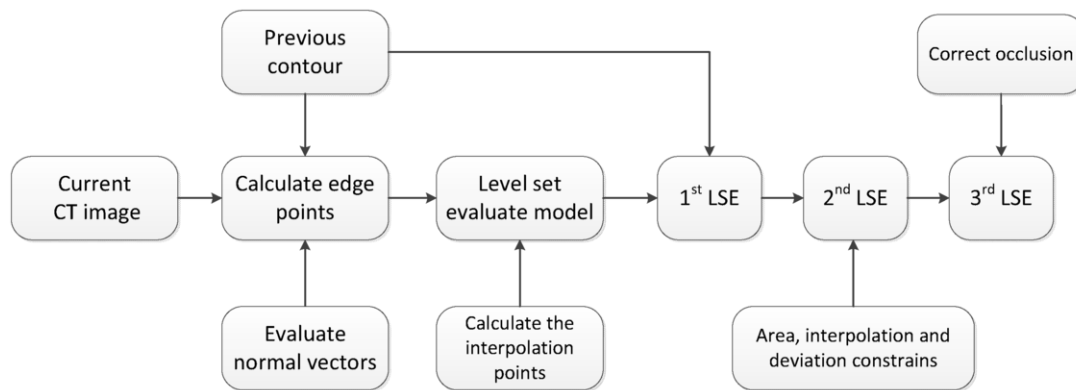 Previous
contour
Correct occlusion
Current
CT image
Calculate edge
points
Level set
evaluate model
1st LSE
2nd LSE
3rd LSE
Evaluate
normal vectors
Calculate the
interpolation
points
Area, interpolation and
deviation constrains